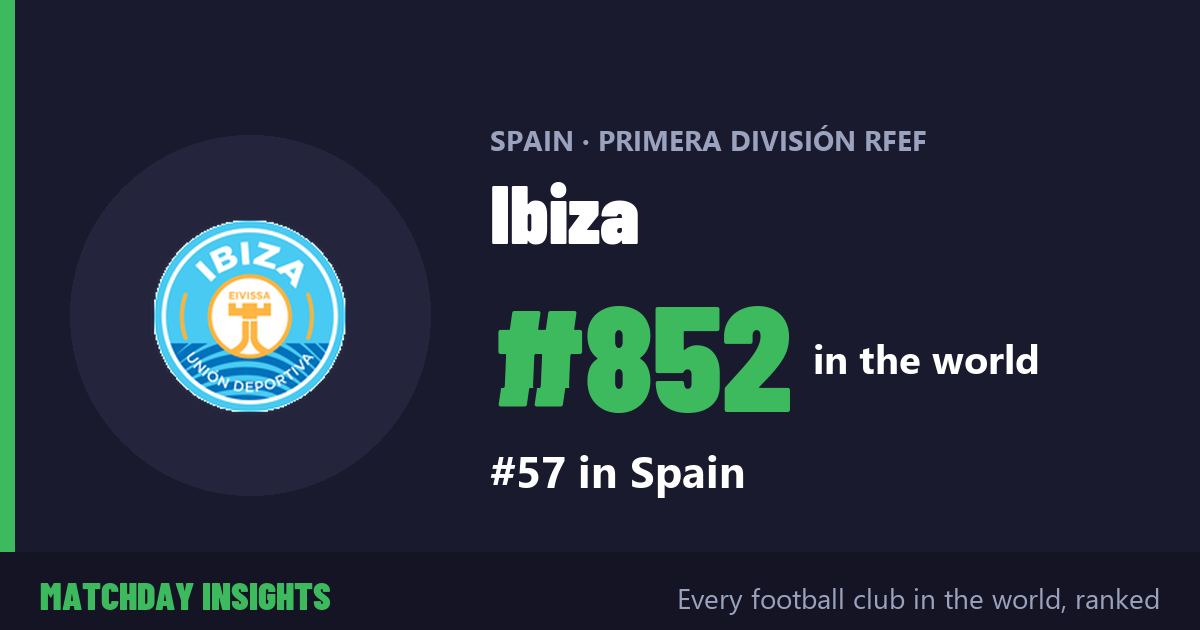 SPAIN · PRIMERA DIVISIÓN RFEF
Ibiza
IBIZA
EIVISSA
UNIÓN DEPORTIVA
#852 in the world
#57 in Spain
MATCHDAY INSIGHTS
Every football club in the world, ranked